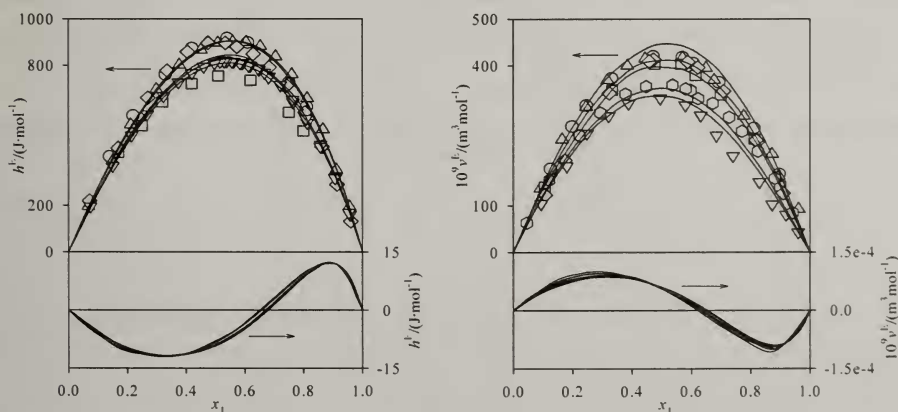 1000
800
200
0
h^E/(J·mol^-1)
15
0
-15
h^E/(J·mol^-1)
0.0 0.2 0.4 0.6 0.8 1.0
x_1
500
400
100
0
10^9 v^E/(m^3 mol^-1)
1.5e-4
0.0
-1.5e-4
10^9 v^E/(m^3 mol^-1)
0.0 0.2 0.4 0.6 0.8 1.0
x_1